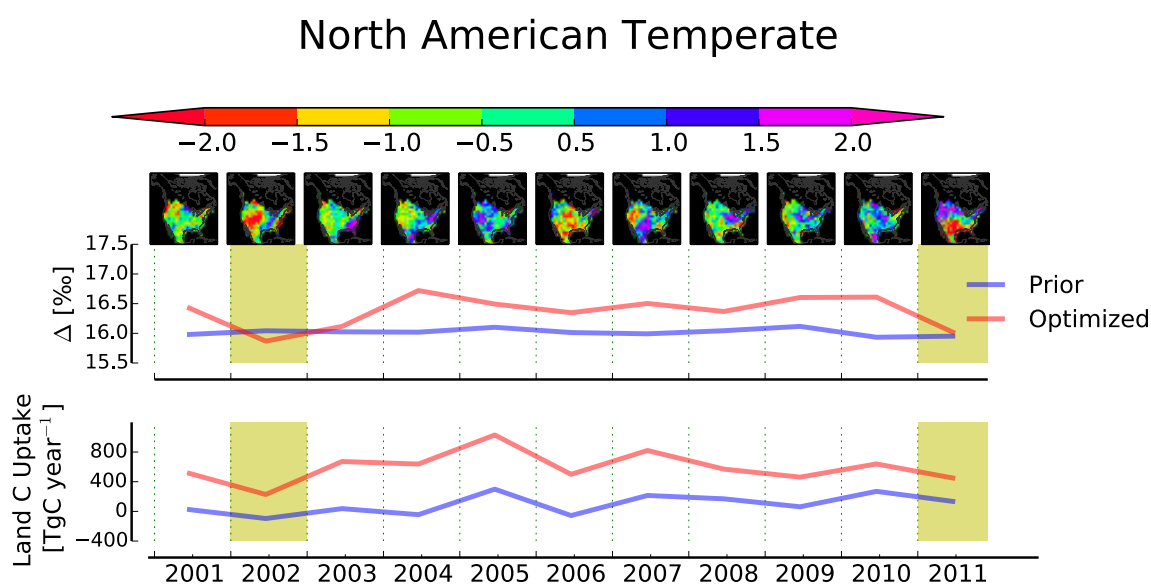 North American Temperate
−2.0 −1.5 −1.0 −0.5 0.5 1.0 1.5 2.0
17.5
17.0
16.5
16.0
15.5
Δ [‰]
Prior
Optimized
Land C Uptake
[TgC year⁻¹]
800
400
0
−400
2001 2002 2003 2004 2005 2006 2007 2008 2009 2010 2011